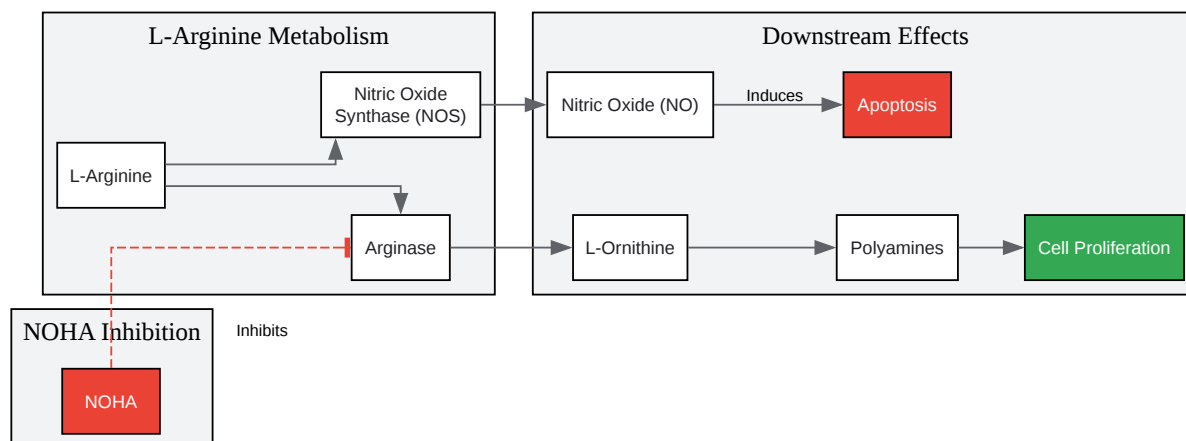 L-Arginine Metabolism
Downstream Effects
Nitric Oxide
Synthase (NOS)
Nitric Oxide (NO)
Induces
Apoptosis
L-Arginine
Arginase
L-Ornithine
Polyamines
Cell Proliferation
NOHA Inhibition
Inhibits
NOHA